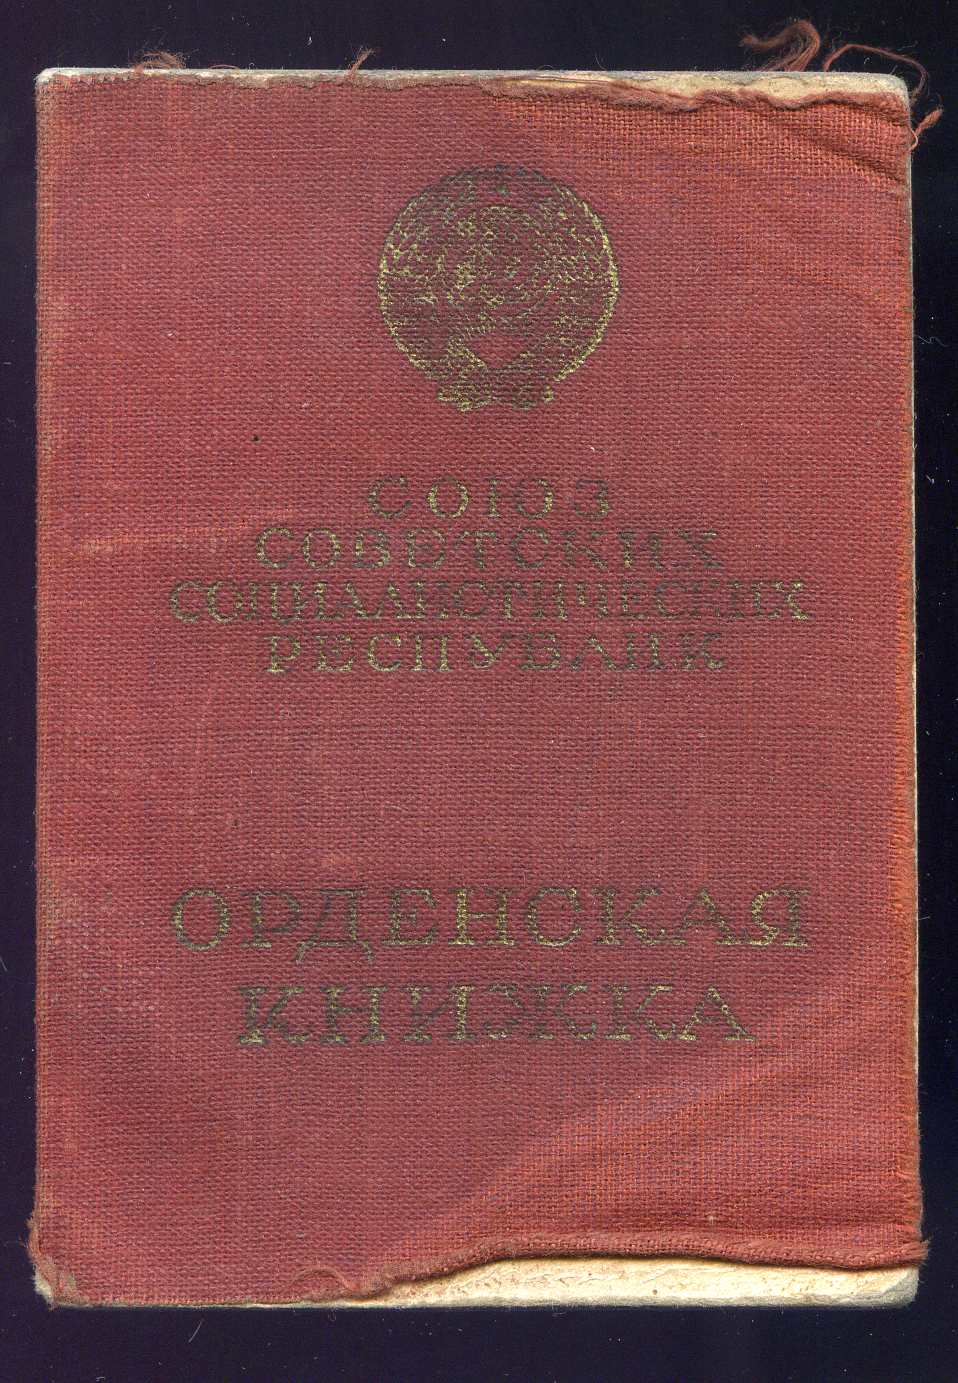 СОЮЗ
СОВЕТСКИХ
СОЦИАЛИСТИЧЕСКИХ
РЕСПУБЛИК
ОРДЕНСКАЯ
КНИЖКА